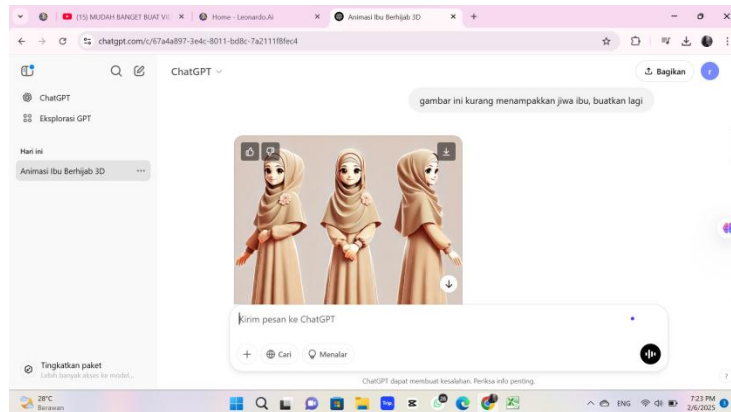 (15) MUDAH BANGET BUAT VIC
Home - Leonardo.Ai
Animasi Ibu Berhijab 3D
chatgpt.com/c/67a4a897-3e4c-8011-bd8c-7a2111f8fec4
ChatGPT
Bagikan
r
ChatGPT
Eksplorasi GPT
gambar ini kurang menampakkan jiwa ibu, buatkan lagi
Hari ini
Animasi Ibu Berhijab 3D
Kirim pesan ke ChatGPT
Cari
Menalar
Tingkatkan paket
Lebih banyak akses ke model...
ChatGPT dapat membuat kesalahan. Periksa info penting.
?
28°C
Berawan
ENG
7:23 PM
2/6/2025